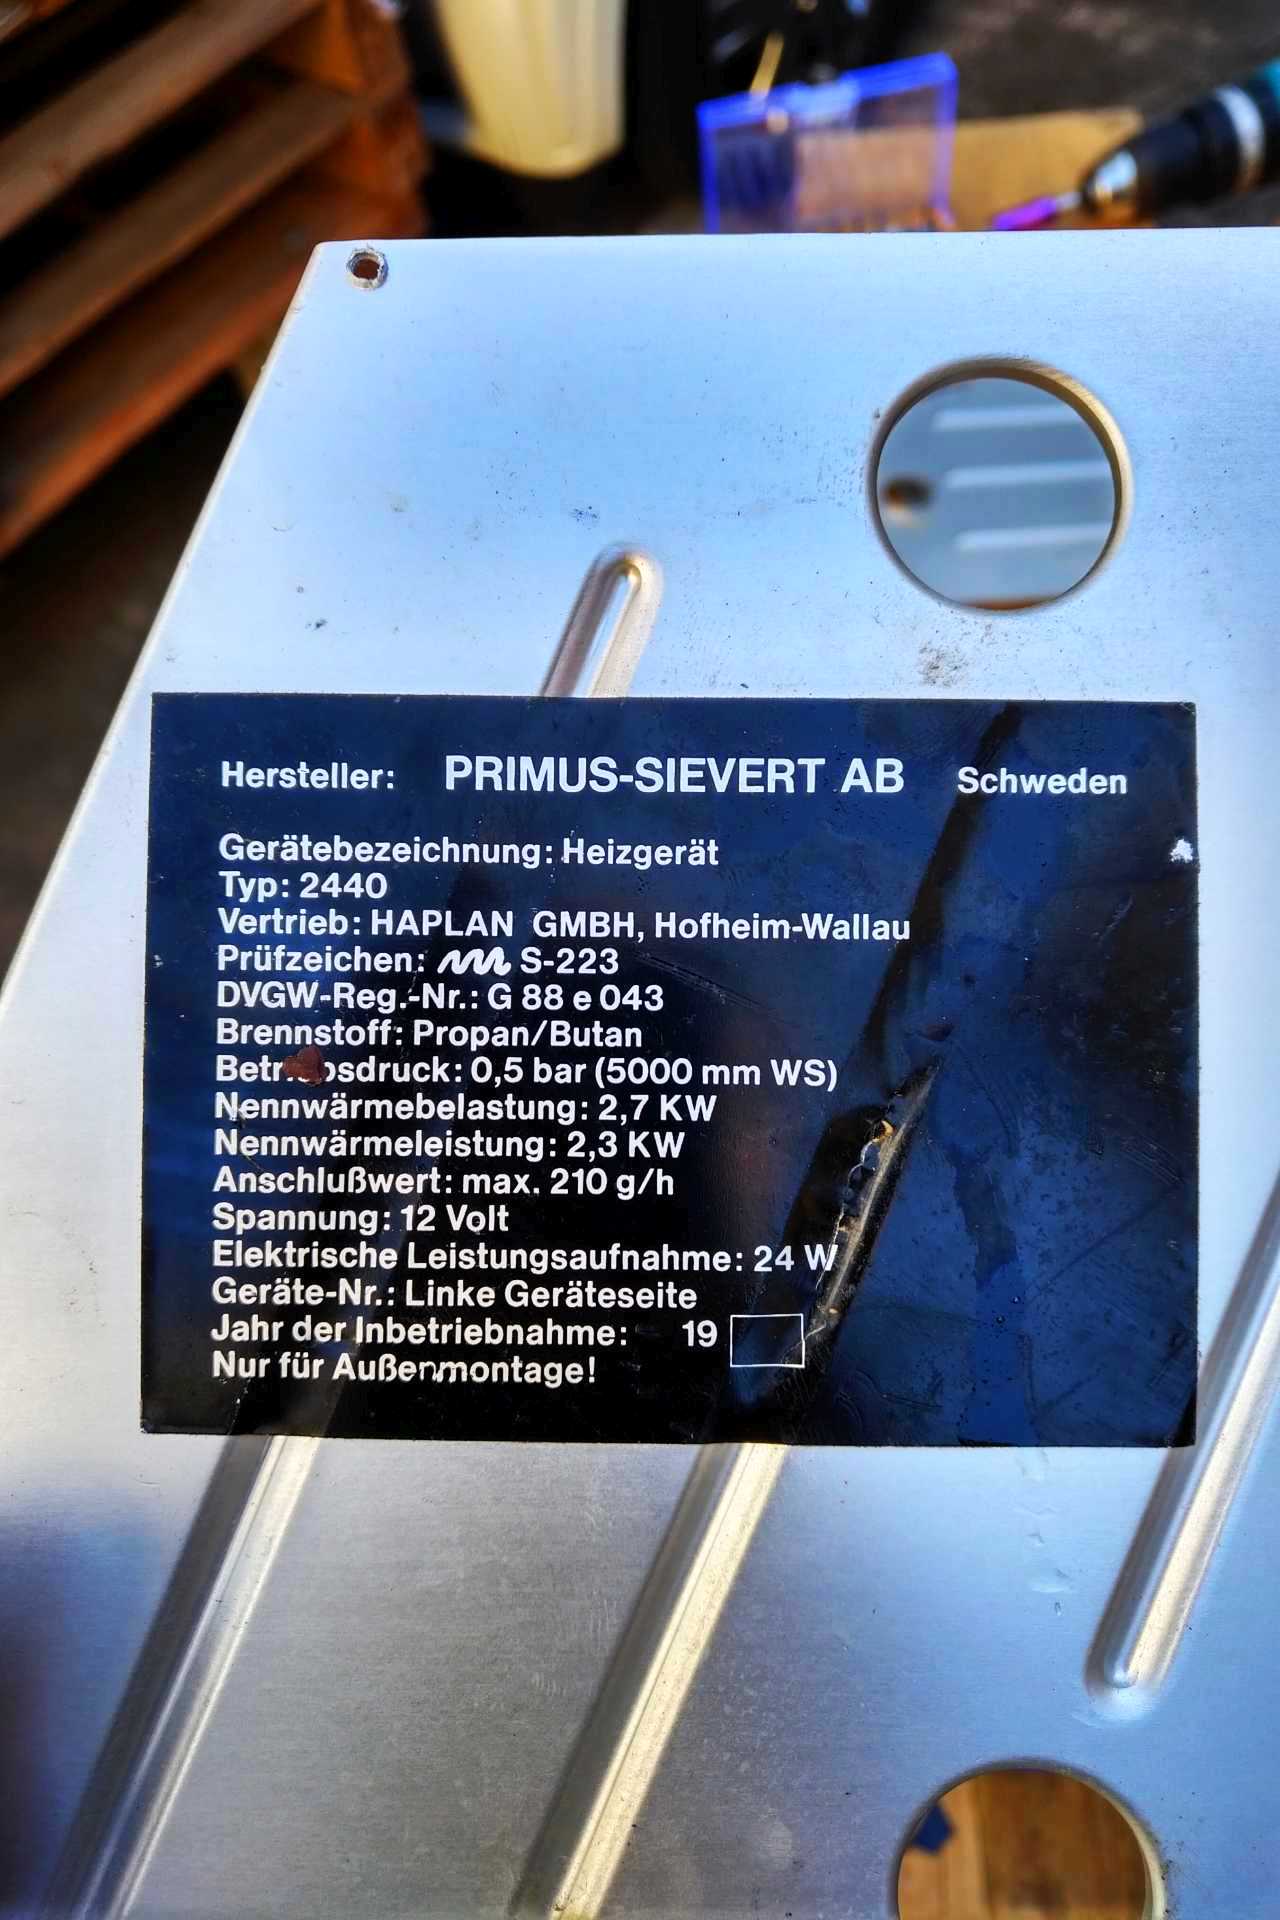 Hersteller: PRIMUS-SIEVERT AB Schweden
Gerätebezeichnung: Heizgerät
Typ: 2440
Vertrieb: HAPLAN GMBH, Hofheim-Wallau
Prüfzeichen: S-223
DVGW-Reg.-Nr.: G 88 e 043
Brennstoff: Propan/Butan
Betriebsdruck: 0,5 bar (5000 mm WS)
Nennwärmebelastung: 2,7 KW
Nennwärmeleistung: 2,3 KW
Anschlußwert: max. 210 g/h
Spannung: 12 Volt
Elektrische Leistungsaufnahme: 24 W
Geräte-Nr.: Linke Geräteseite
Jahr der Inbetriebnahme: 19
Nur für Außenmontage!